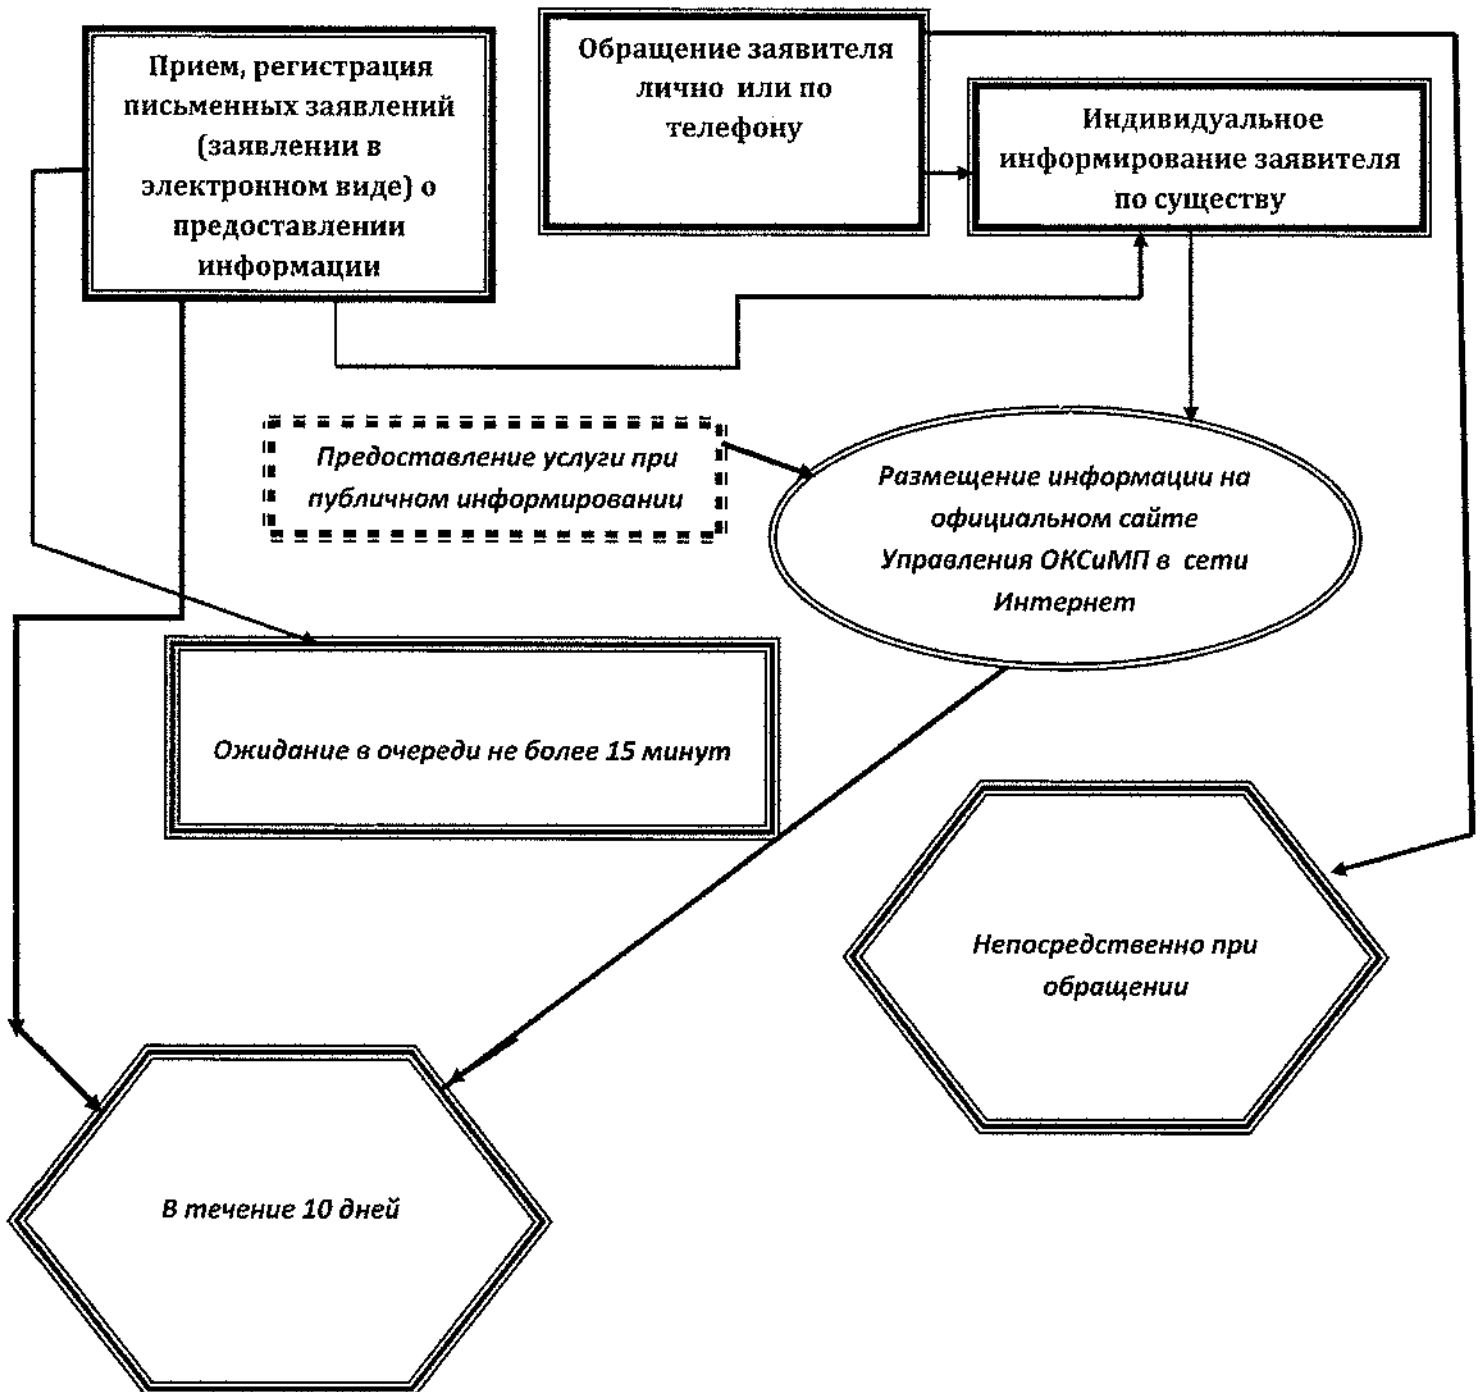 Прием, регистрация
письменных заявлений
(заявлении в
электронном виде) о
предоставлении
информации
Обращение заявителя
лично или по
телефону
Индивидуальное
информирование заявителя
по существу
Предоставление услуги при
публичном информировании
Размещение информации на
официальном сайте
Управления ОКСиМП в сети
Интернет
Ожидание в очереди не более 15 минут
Непосредственно при
обращении
В течение 10 дней